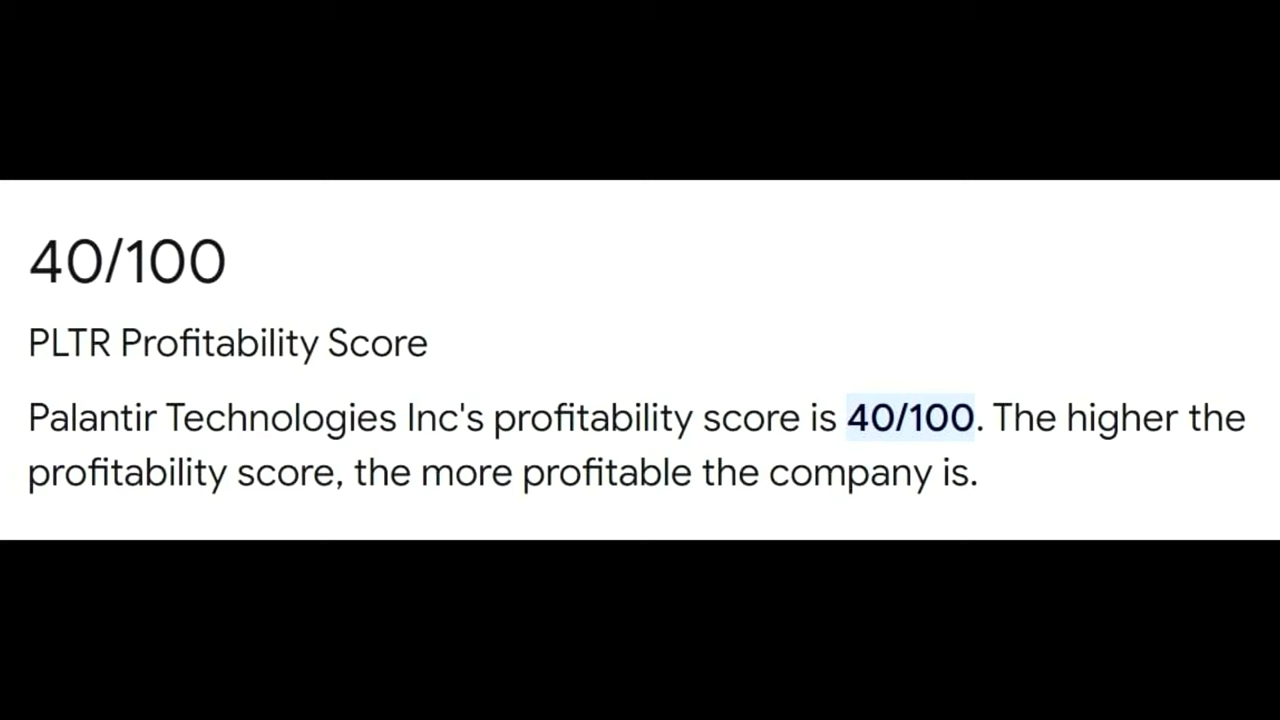 40/100
PLTR Profitability Score
Palantir Technologies Inc's profitability score is 40/100. The higher the
profitability score, the more profitable the company is.